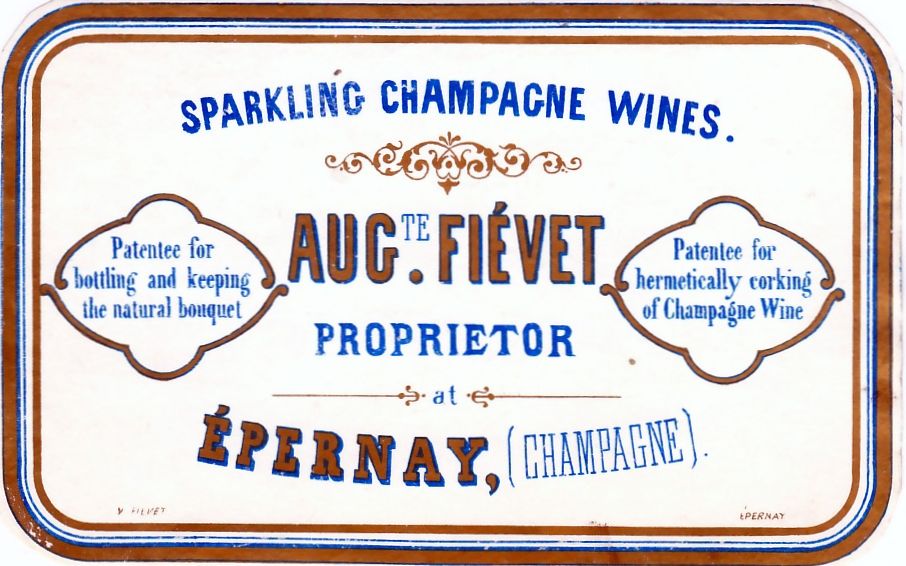 SPARKLING CHAMPAGNE WINES.
AUGTE. FIÉVET
Patentee for
bottling and keeping
the natural bouquet
Patentee for
hermetically corking
of Champagne Wine
PROPRIETOR
at
ÉPERNAY, (CHAMPAGNE).
V. FIEVET
ÉPERNAY